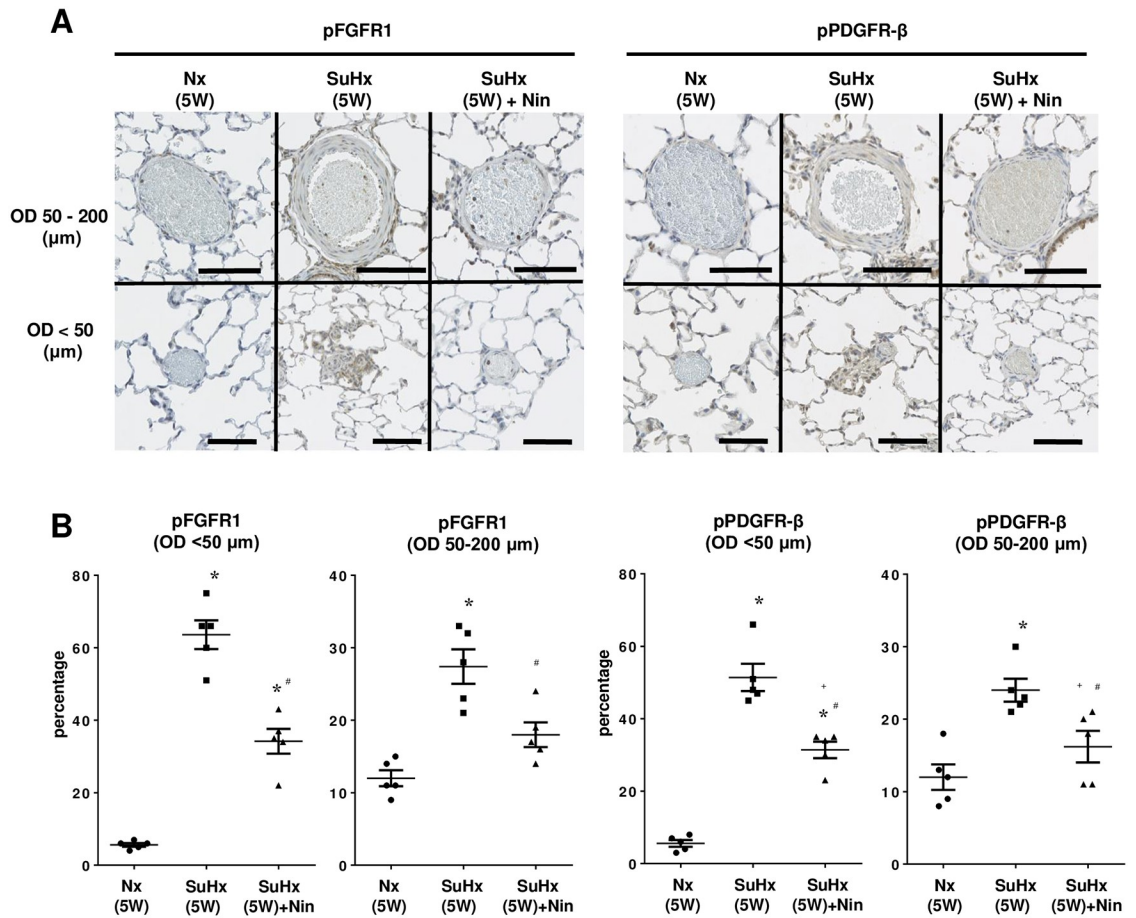 A
pFGFR1
pPDGFR-β
Nx
(5W)
SuHx
(5W)
SuHx
(5W) + Nin
Nx
(5W)
SuHx
(5W)
SuHx
(5W) + Nin
OD 50 - 200
(µm)
OD < 50
(µm)
B
pFGFR1
(OD <50 µm)
percentage
80
60
40
20
0
*
* #
Nx
(5W)
SuHx
(5W)
SuHx
(5W)+Nin
pFGFR1
(OD 50-200 µm)
40
30
20
10
0
*
#
Nx
(5W)
SuHx
(5W)
SuHx
(5W)+Nin
pPDGFR-β
(OD <50 µm)
percentage
80
60
40
20
0
*
+
* #
Nx
(5W)
SuHx
(5W)
SuHx
(5W)+Nin
pPDGFR-β
(OD 50-200 µm)
40
30
20
10
0
*
+ #
Nx
(5W)
SuHx
(5W)
SuHx
(5W)+Nin